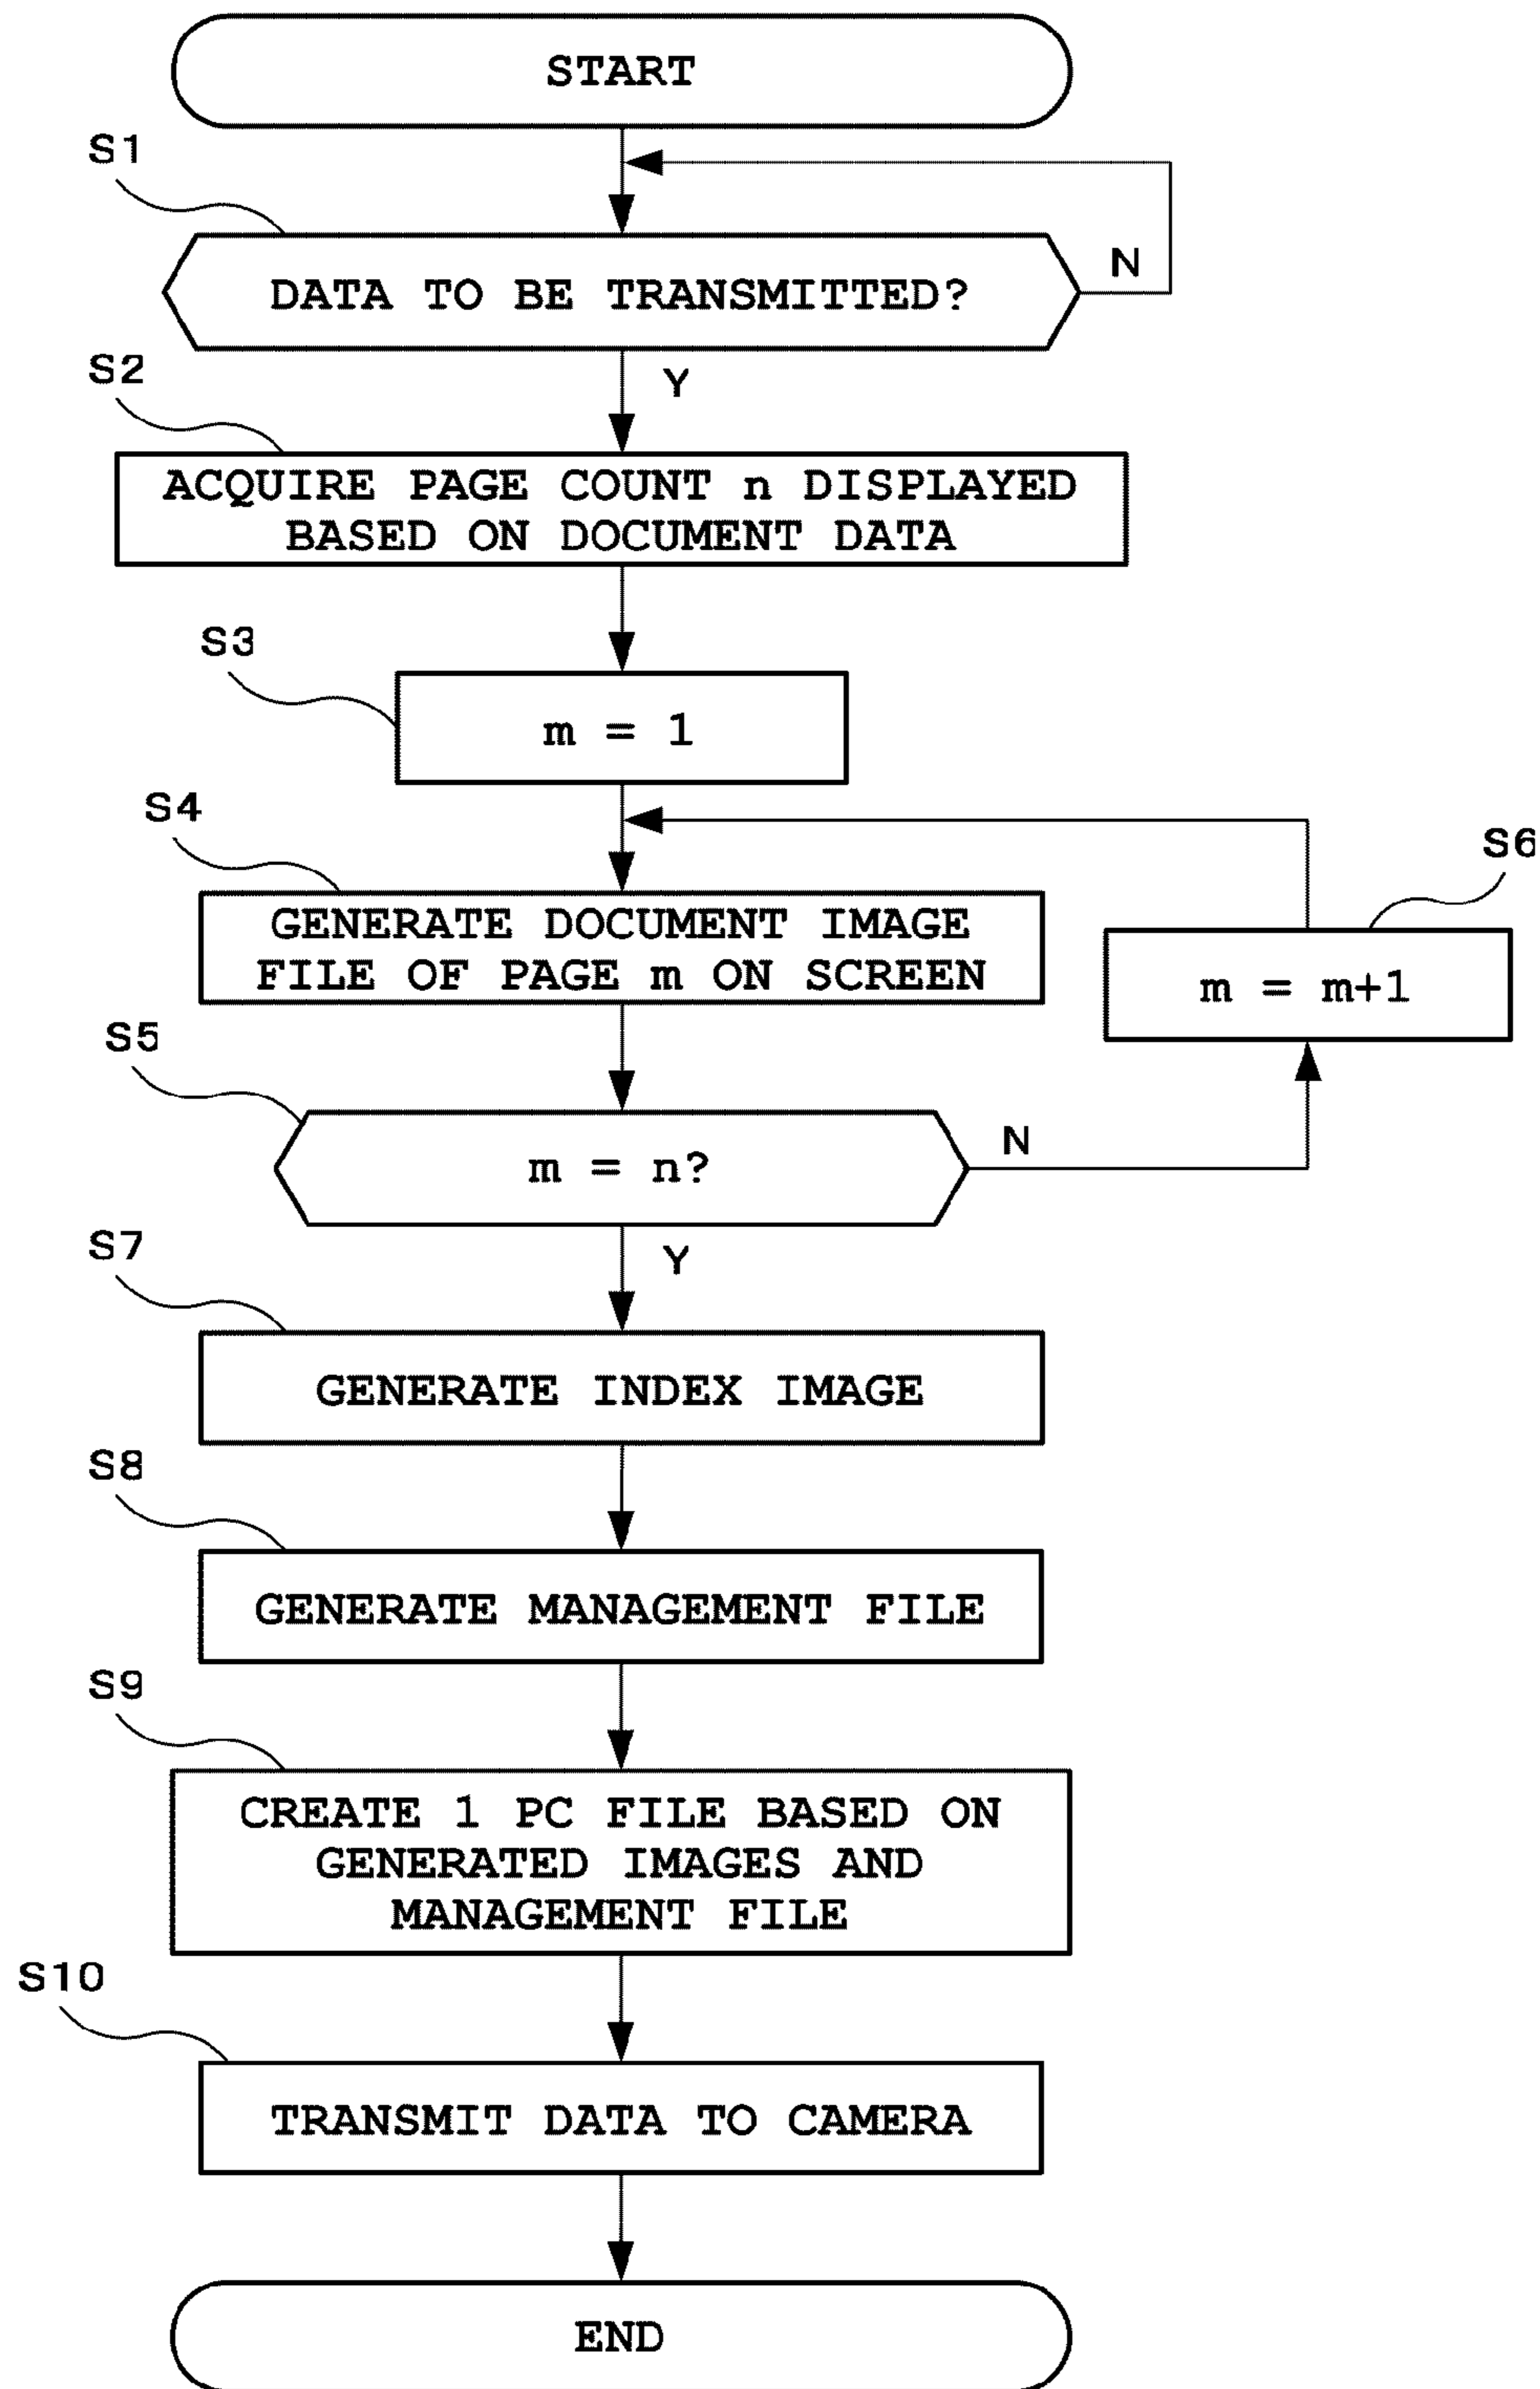 START
S1
DATA TO BE TRANSMITTED?
N
Y
S2
ACQUIRE PAGE COUNT n DISPLAYED
BASED ON DOCUMENT DATA
S3
m = 1
S4
GENERATE DOCUMENT IMAGE
FILE OF PAGE m ON SCREEN
S6
m = m+1
S5
m = n?
N
Y
S7
GENERATE INDEX IMAGE
S8
GENERATE MANAGEMENT FILE
S9
CREATE 1 PC FILE BASED ON
GENERATED IMAGES AND
MANAGEMENT FILE
S10
TRANSMIT DATA TO CAMERA
END